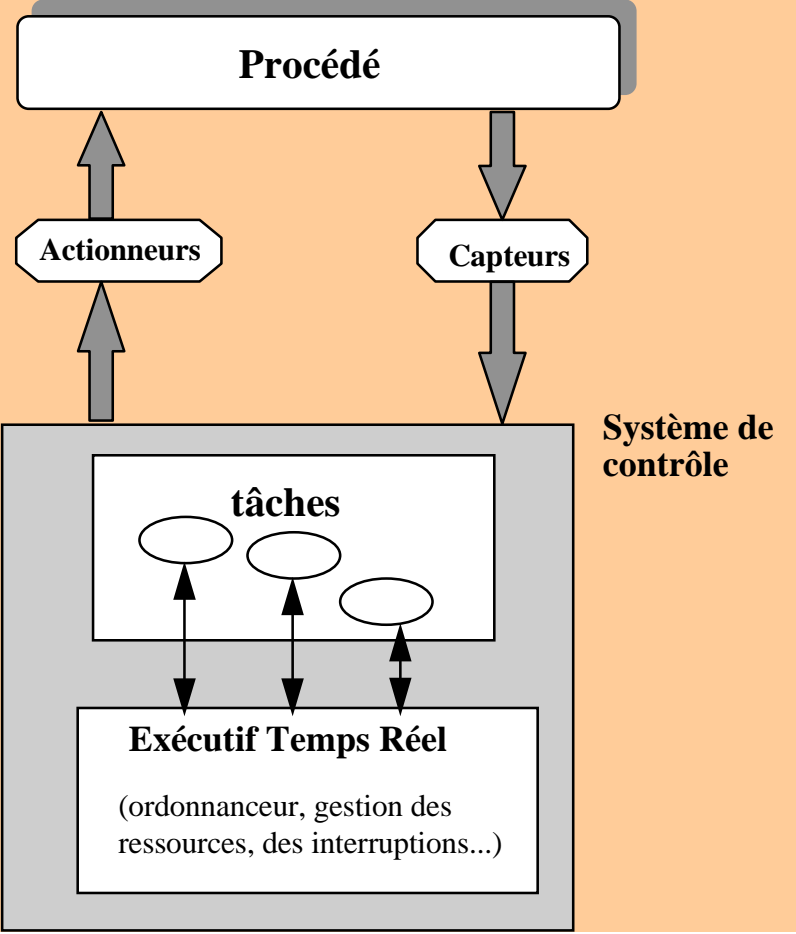 Procédé
Actionneurs
Capteurs
Système de
contrôle
tâches
Exécutif Temps Réel
(ordonnanceur, gestion des
ressources, des interruptions...)